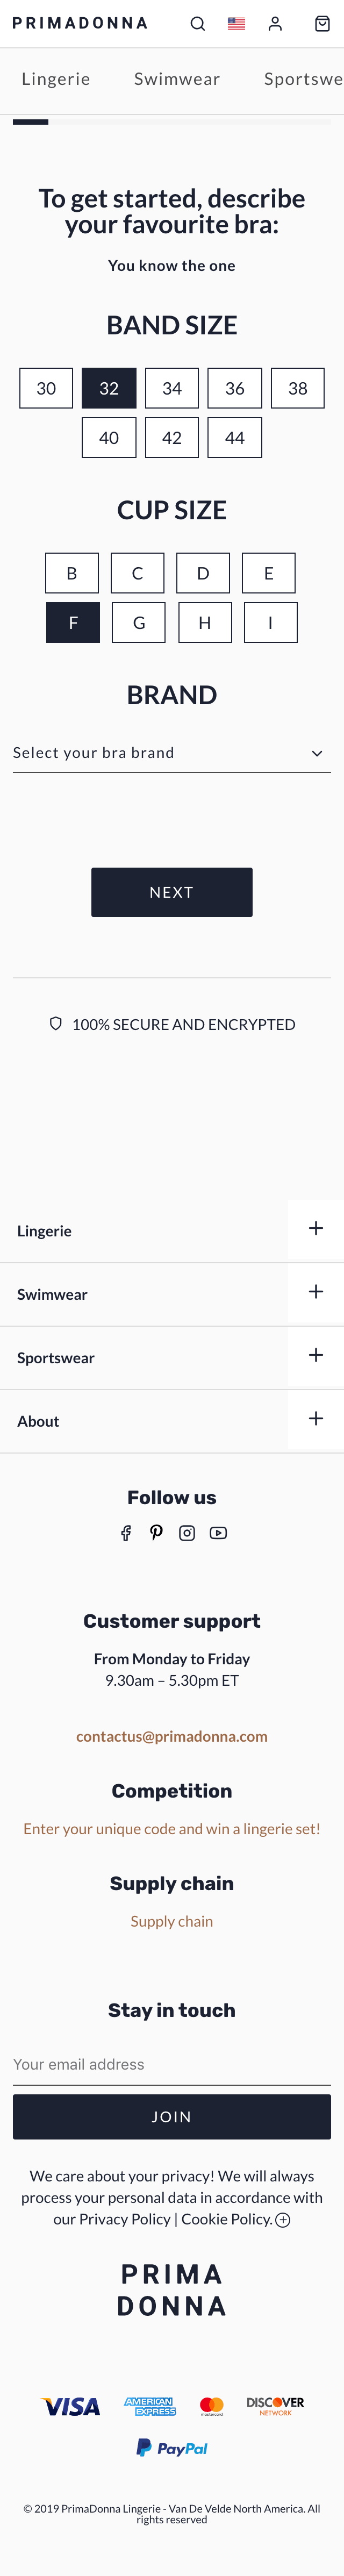 PRIMADONNA
Lingerie Swimwear Sportswe
To get started, describe
your favourite bra:
You know the one
BAND SIZE
30 32 34 36 38
40 42 44
CUP SIZE
B C D E
F G H I
BRAND
Select your bra brand
NEXT
100% SECURE AND ENCRYPTED
Lingerie
Swimwear
Sportswear
About
Follow us
Customer support
From Monday to Friday
9.30am – 5.30pm ET
contactus@primadonna.com
Competition
Enter your unique code and win a lingerie set!
Supply chain
Supply chain
Stay in touch
Your email address
JOIN
We care about your privacy! We will always
process your personal data in accordance with
our Privacy Policy | Cookie Policy.
PRIMA
DONNA
VISA AMERICAN EXPRESS mastercard DISCOVER NETWORK
PayPal
© 2019 PrimaDonna Lingerie - Van De Velde North America. All
rights reserved